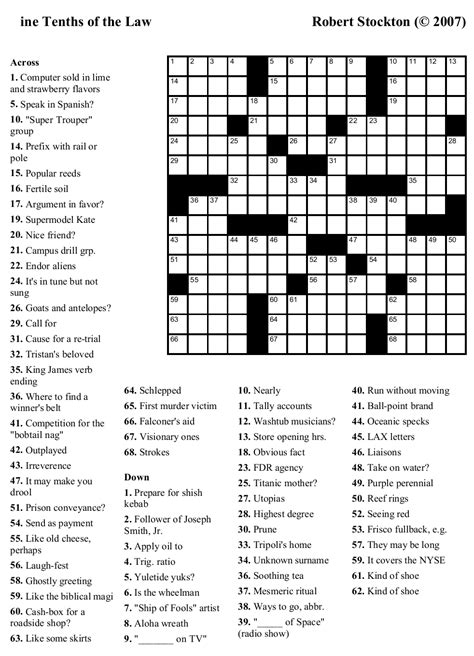 ine Tenths of the Law
Robert Stockton (© 2007)
Across
1. Computer sold in lime
and strawberry flavors
5. Speak in Spanish?
10. "Super Trouper"
group
14. Prefix with rail or
pole
15. Popular reeds
16. Fertile soil
17. Argument in favor?
19. Supermodel Kate
20. Nice friend?
21. Campus drill grp.
22. Endor aliens
24. It's in tune but not
sung
26. Goats and antelopes?
29. Call for
31. Cause for a re-trial
32. Tristan's beloved
35. King James verb
ending
36. Where to find a
winner's belt
41. Competition for the
"bobtail nag"
42. Outplayed
43. Irreverence
47. It may make you
drool
51. Prison conveyance?
54. Send as payment
55. Like old cheese,
perhaps
56. Laugh-fest
58. Ghostly greeting
59. Like the biblical magi
60. Cash-box for a
roadside shop?
63. Like some skirts
1 2 3 4 5 6 7 8 9 10 11 12 13
14 15 16
17 18 19
20 21 22 23
24 25 26 27 28
29 30 31
32 33 34 35
36 37 38 39 40
41 42
43 44 45 46 47 48 49 50
51 52 53 54
55 56 57 58
59 60 61 62
63 64 65
66 67 68
64. Schlepped
65. First murder victim
66. Falconer's aid
67. Visionary ones
68. Strokes
Down
1. Prepare for shish
kebab
2. Follower of Joseph
Smith, Jr.
3. Apply oil to
4. Trig. ratio
5. Yuletide yuks?
6. Is the wheelman
7. "Ship of Fools" artist
8. Aloha wreath
9. "_______ on TV"
10. Nearly
11. Tally accounts
12. Washtub musicians?
13. Store opening hrs.
18. Obvious fact
23. FDR agency
25. Titanic mother?
27. Utopias
28. Highest degree
30. Prune
33. Tripoli's home
34. Unknown surname
36. Soothing tea
37. Mesmeric ritual
38. Ways to go, abbr.
39. "_____ of Space"
(radio show)
40. Run without moving
41. Ball-point brand
44. Oceanic specks
45. LAX letters
46. Liaisons
48. Take on water?
49. Purple perennial
50. Reef rings
52. Seeing red
53. Frisco fullback, e.g.
57. They may be long
59. It covers the NYSE
61. Kind of shoe
62. Kind of shoe